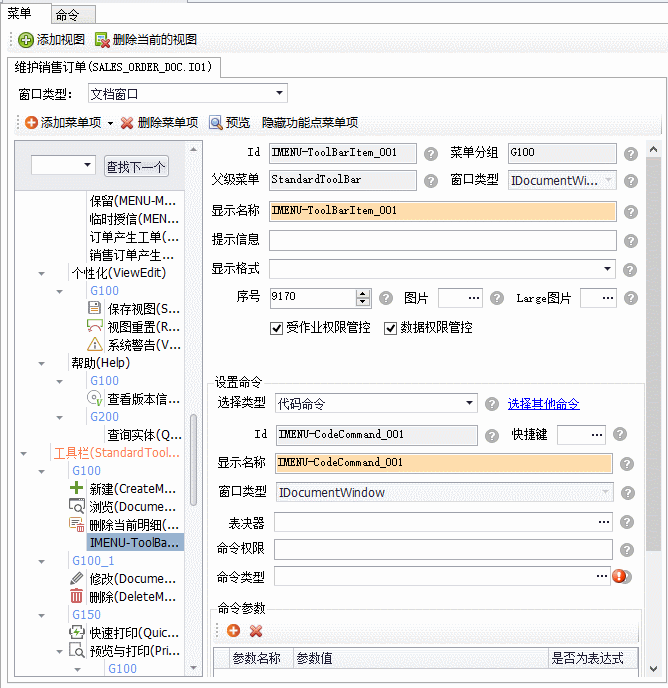 菜单 命令
添加视图 删除当前的视图
维护销售订单(SALES_ORDER_DOC.IO1)
窗口类型: 文档窗口
添加菜单项 删除菜单项 预览 隐藏功能点菜单项
查找下一个
保留(MENU-M...
临时授信(MEN...
订单产生工单(...
销售订单产生...
个性化(ViewEdit)
G100
保存视图(S...
视图重置(R...
系统警告(V...
帮助(Help)
G100
查看版本信...
G200
查询实体(Q...
工具栏(StandardTool...
G100
新建(CreateM...
浏览(Docume...
删除当前明细(...
IMENU-ToolBa...
G100_1
修改(Docume...
删除(DeleteM...
G150
快速打印(Quic...
预览与打印(Pri...
G100
Id IMENU-ToolBarItem_001 菜单分组 G100
父级菜单 StandardToolBar 窗口类型 IDocumentWi...
显示名称 IMENU-ToolBarItem_001
提示信息
显示格式
序号 9170 图片 ... Large图片 ...
受作业权限管控 数据权限管控
设置命令
选择类型 代码命令 选择其他命令
Id IMENU-CodeCommand_001 快捷键 ...
显示名称 IMENU-CodeCommand_001
窗口类型 IDocumentWindow
表决器 ...
命令权限
命令类型 ...
命令参数
参数名称 参数值 是否为表达式